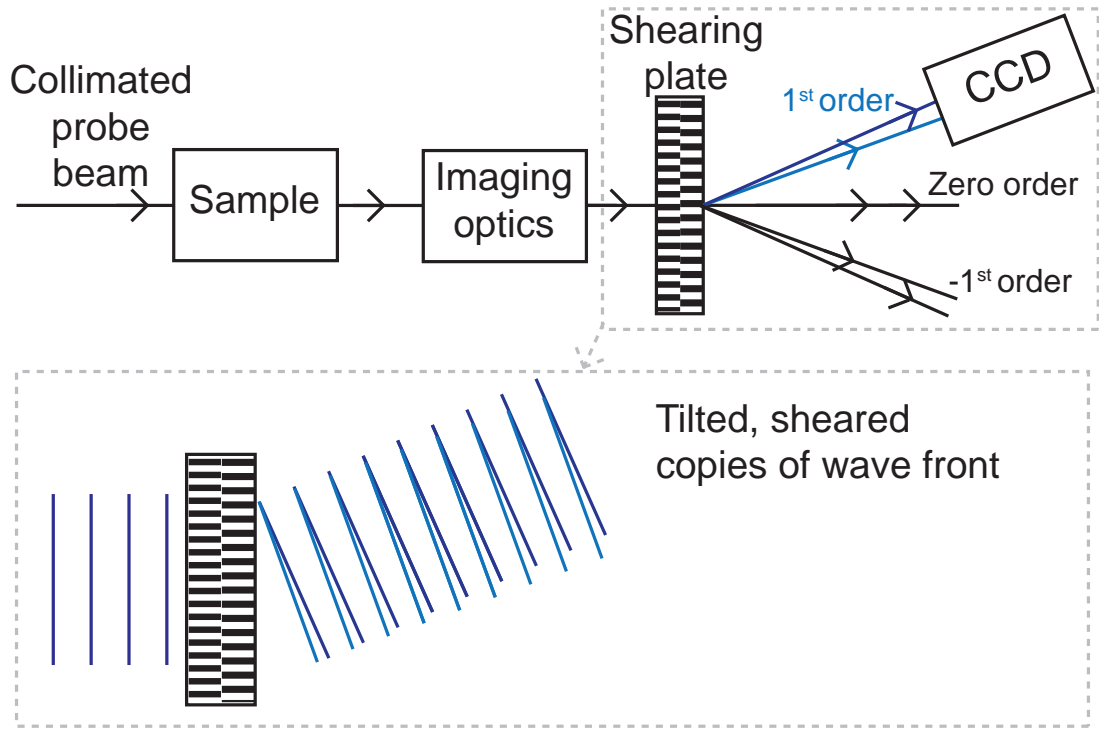 Collimated
probe
beam
Sample
Imaging
optics
Shearing
plate
1st order
CCD
Zero order
-1st order
Tilted, sheared
copies of wave front